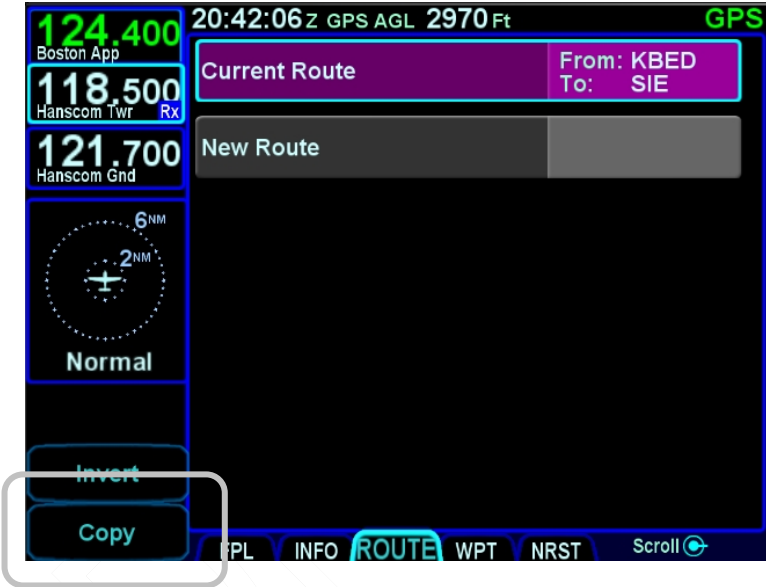 124.400
Boston App
118.500
Hanscom Twr Rx
121.700
Hanscom Gnd
6NM
2NM
Normal
Invert
Copy
20:42:06 Z GPS AGL 2970 Ft GPS
Current Route
From: KBED
To: SIE
New Route
FPL INFO ROUTE WPT NRST Scroll